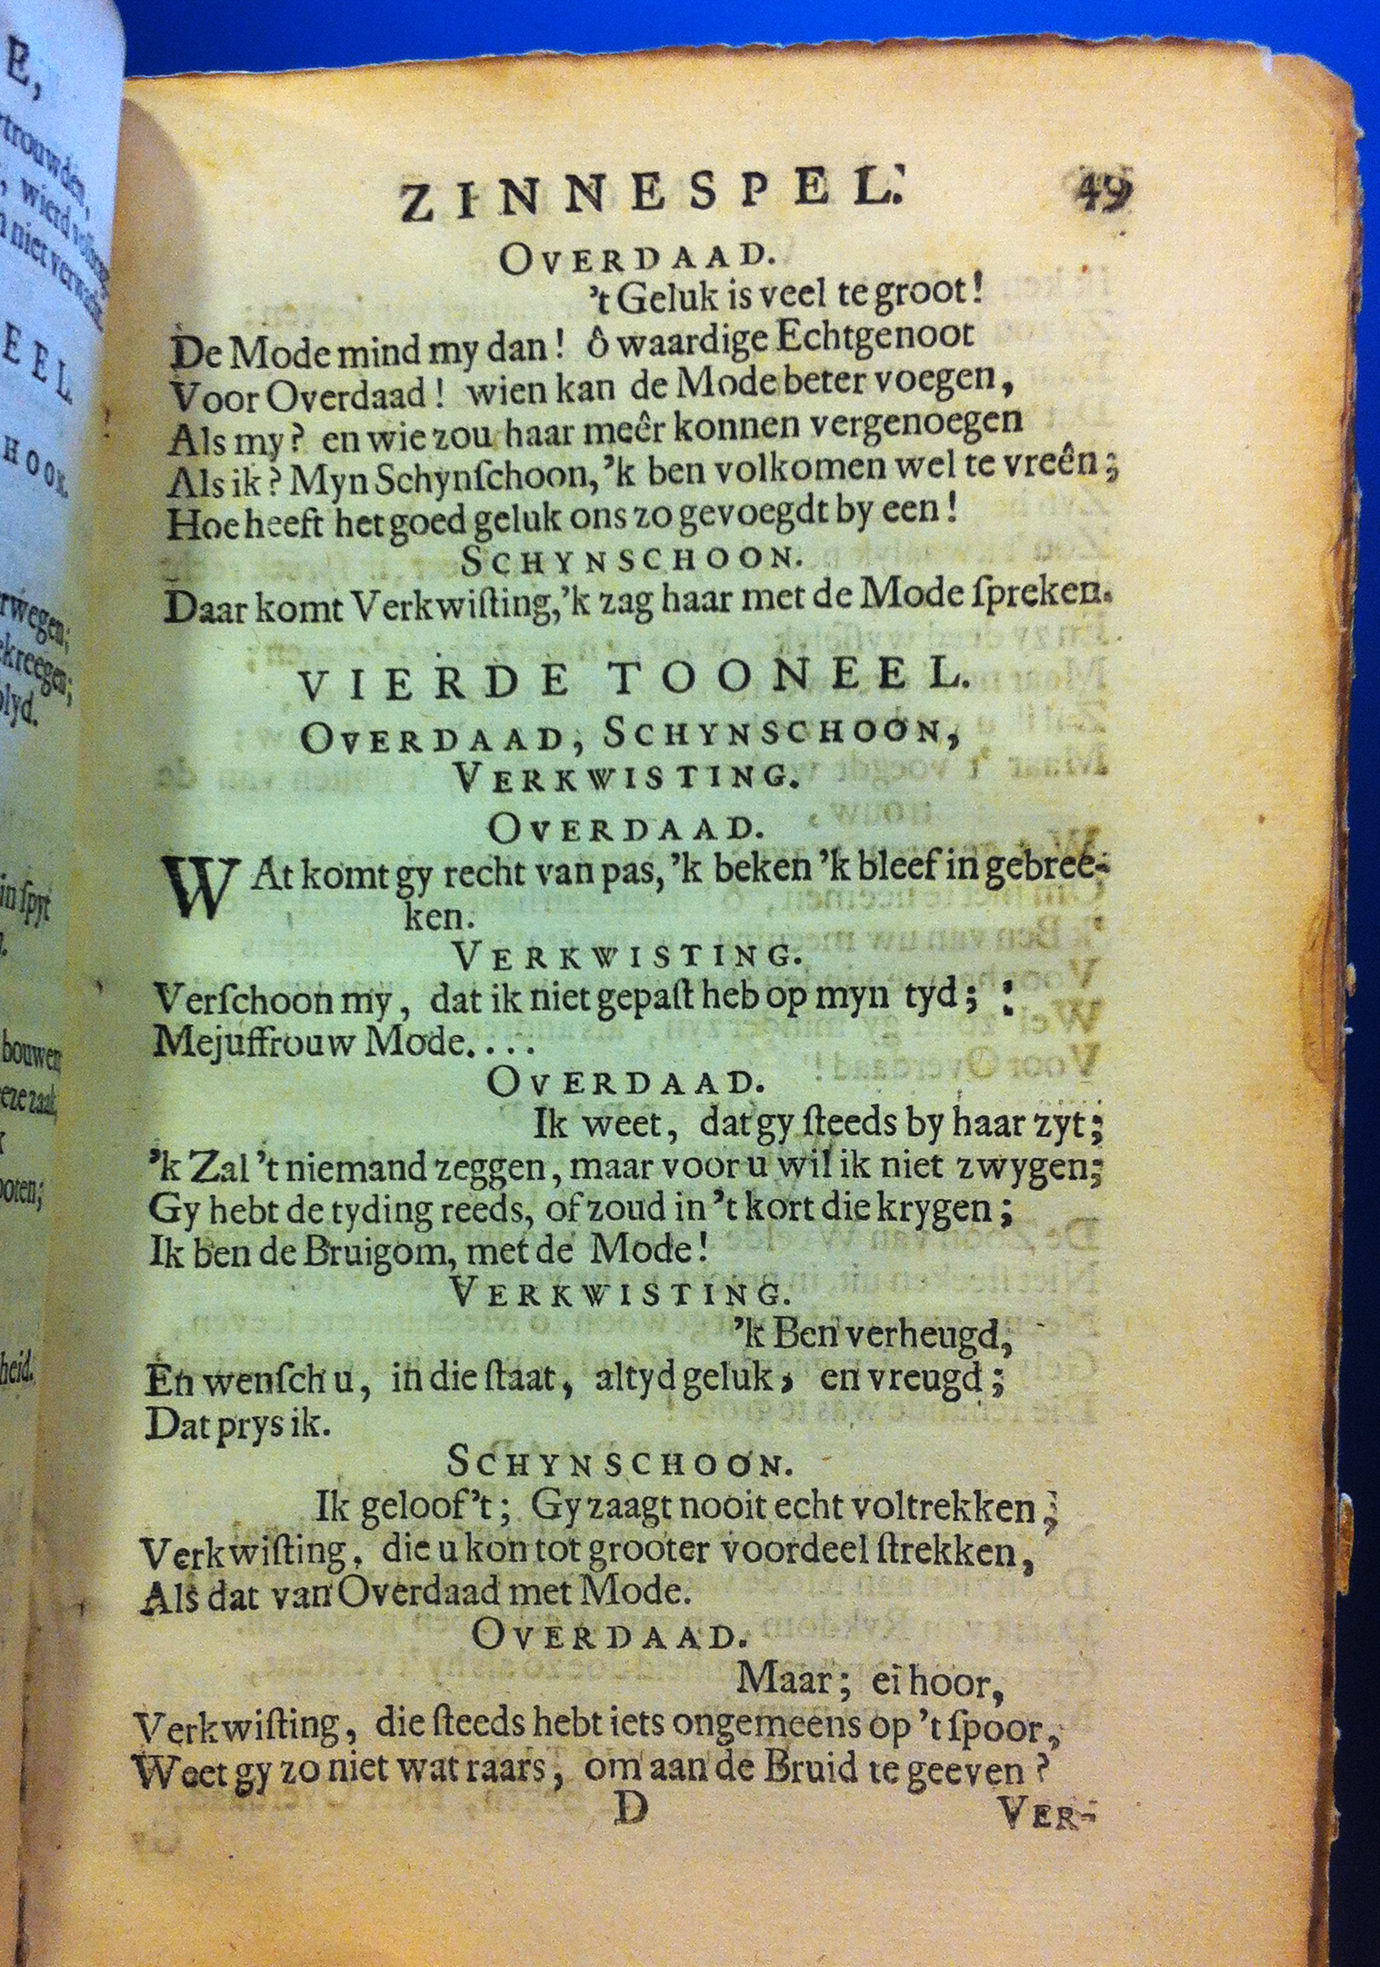 ZINNESPEL. 49
OVERDAAD.
't Geluk is veel te groot!
De Mode mind my dan! ô waardige Echtgenoot
Voor Overdaad! wien kan de Mode beter voegen,
Als my? en wie zou haar meêr konnen vergenoegen
Als ik? Myn Schynſchoon, 'k ben volkomen wel te vreên;
Hoe heeft het goed geluk ons zo gevoegdt by een!
SCHYNSCHOON.
Daar komt Verkwiſting, 'k zag haar met de Mode ſpreken.
VIERDE TOONEEL.
OVERDAAD, SCHYNSCHOON,
VERKWISTING.
OVERDAAD.
WAt komt gy recht van pas, 'k beken 'k bleef in gebree-
ken.
VERKWISTING.
Verſchoon my, dat ik niet gepaſt heb op myn tyd;
Mejuffrouw Mode....
OVERDAAD.
Ik weet, dat gy ſteeds by haar zyt;
'k Zal 't niemand zeggen, maar voor u wil ik niet zwygen;
Gy hebt de tyding reeds, of zoud in 't kort die krygen;
Ik ben de Bruigom, met de Mode!
VERKWISTING.
'k Ben verheugd,
En wenſch u, in die ſtaat, altyd geluk, en vreugd;
Dat prys ik.
SCHYNSCHOON.
Ik geloof 't; Gy zaagt nooit echt voltrekken,
Verkwiſting, die u kon tot grooter voordeel ſtrekken,
Als dat van Overdaad met Mode.
OVERDAAD.
Maar; ei hoor,
Verkwiſting, die ſteeds hebt iets ongemeens op 't ſpoor,
Weet gy zo niet wat raars, om aan de Bruid te geeven?
D VER-